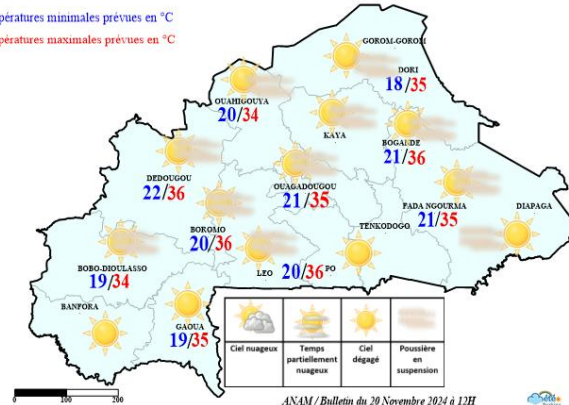 pératures minimales prévues en °C
pératures maximales prévues en °C
GOROM-GOROM
DORI
18/35
OUAHIGOUYA
20/34
KAYA
BOGANDE
21/36
DEDOUGOU
22/36
OUAGADOUGOU
21/35
FADA NGOURMA
21/35
DIAPAGA
BOROMO
20/36
TENKODOGO
BOBO-DIOULASSO
19/34
LEO
20/36 PO
BANFORA
GAOUA
19/35
Ciel nuageux
Temps partiellement nuageux
Ciel dégagé
Poussière en suspension
0 100 200
ANAM / Bulletin du 20 Novembre 2024 à 12H